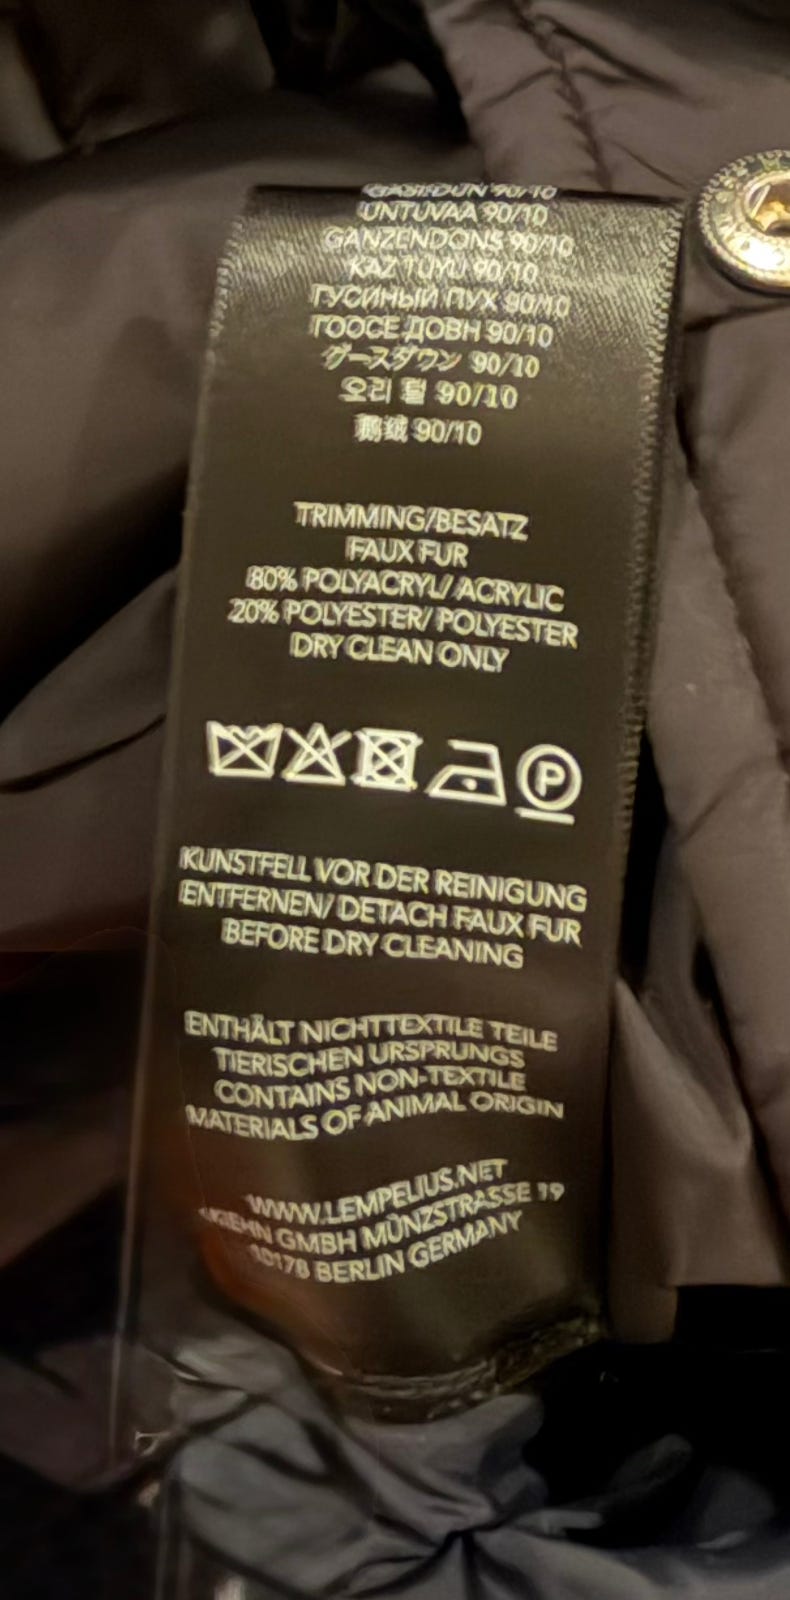 GÅSEDUN 90/10
UNTUVAA 90/10
GANZENDONS 90/10
KAZ TÜYÜ 90/10
ГУСИНЫЙ ПУХ 90/10
ГООСЕ ДОВН 90/10
グースダウン 90/10
오리 털 90/10
鹅绒 90/10
TRIMMING/BESATZ
FAUX FUR
80% POLYACRYL/ ACRYLIC
20% POLYESTER/ POLYESTER
DRY CLEAN ONLY
P
KUNSTFELL VOR DER REINIGUNG
ENTFERNEN/ DETACH FAUX FUR
BEFORE DRY CLEANING
ENTHÄLT NICHTTEXTILE TEILE
TIERISCHEN URSPRUNGS
CONTAINS NON-TEXTILE
MATERIALS OF ANIMAL ORIGIN
WWW.LEMPELIUS.NET
GMBH MÜNZSTRASSE 19
10178 BERLIN GERMANY